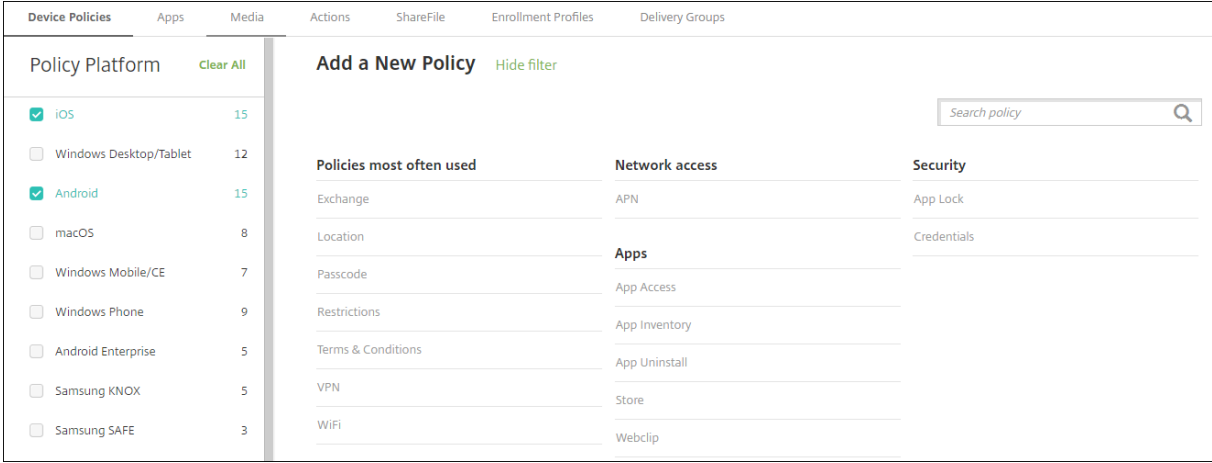 Device Policies Apps Media Actions ShareFile Enrollment Profiles Delivery Groups
Policy Platform Clear All
iOS 15
Windows Desktop/Tablet 12
Android 15
macOS 8
Windows Mobile/CE 7
Windows Phone 9
Android Enterprise 5
Samsung KNOX 5
Samsung SAFE 3
Add a New Policy Hide filter
Search policy
Policies most often used
Exchange
Location
Passcode
Restrictions
Terms & Conditions
VPN
WiFi
Network access
APN
Apps
App Access
App Inventory
App Uninstall
Store
Webclip
Security
App Lock
Credentials